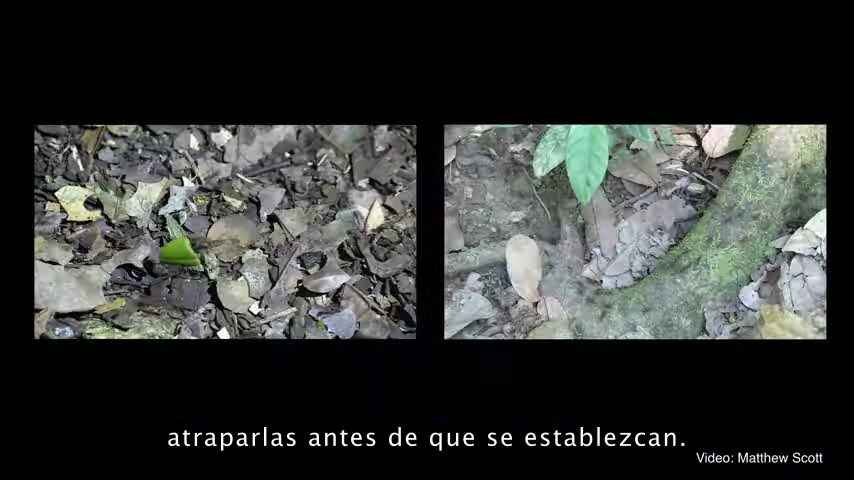 atraparlas antes de que se establezcan.
Video: Matthew Scott